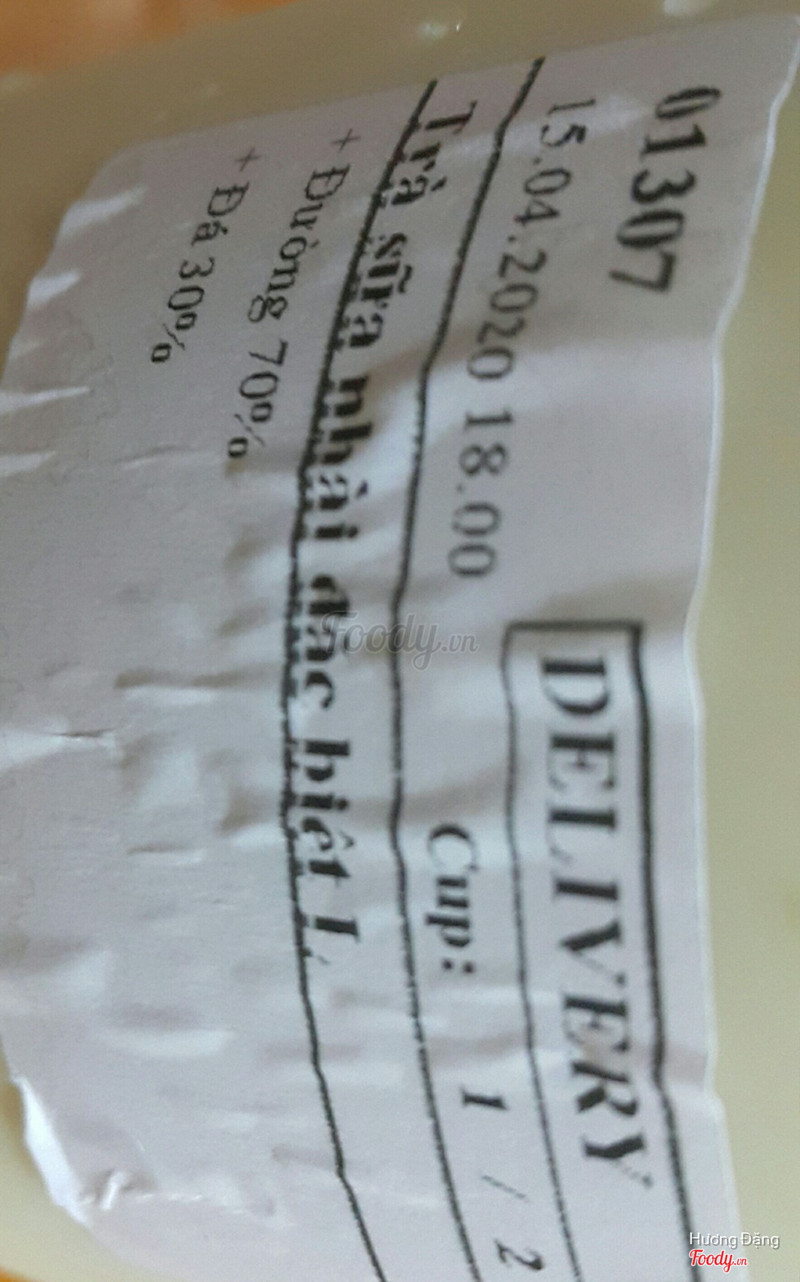 01307
DELIVERY
15.04.2020 18.00
Cup: 1 / 2
Trà sữa nhài đặc biệt L
+ Đường 70%
+ Đá 30%
Foody.vn
Hương Đặng
Foody.vn